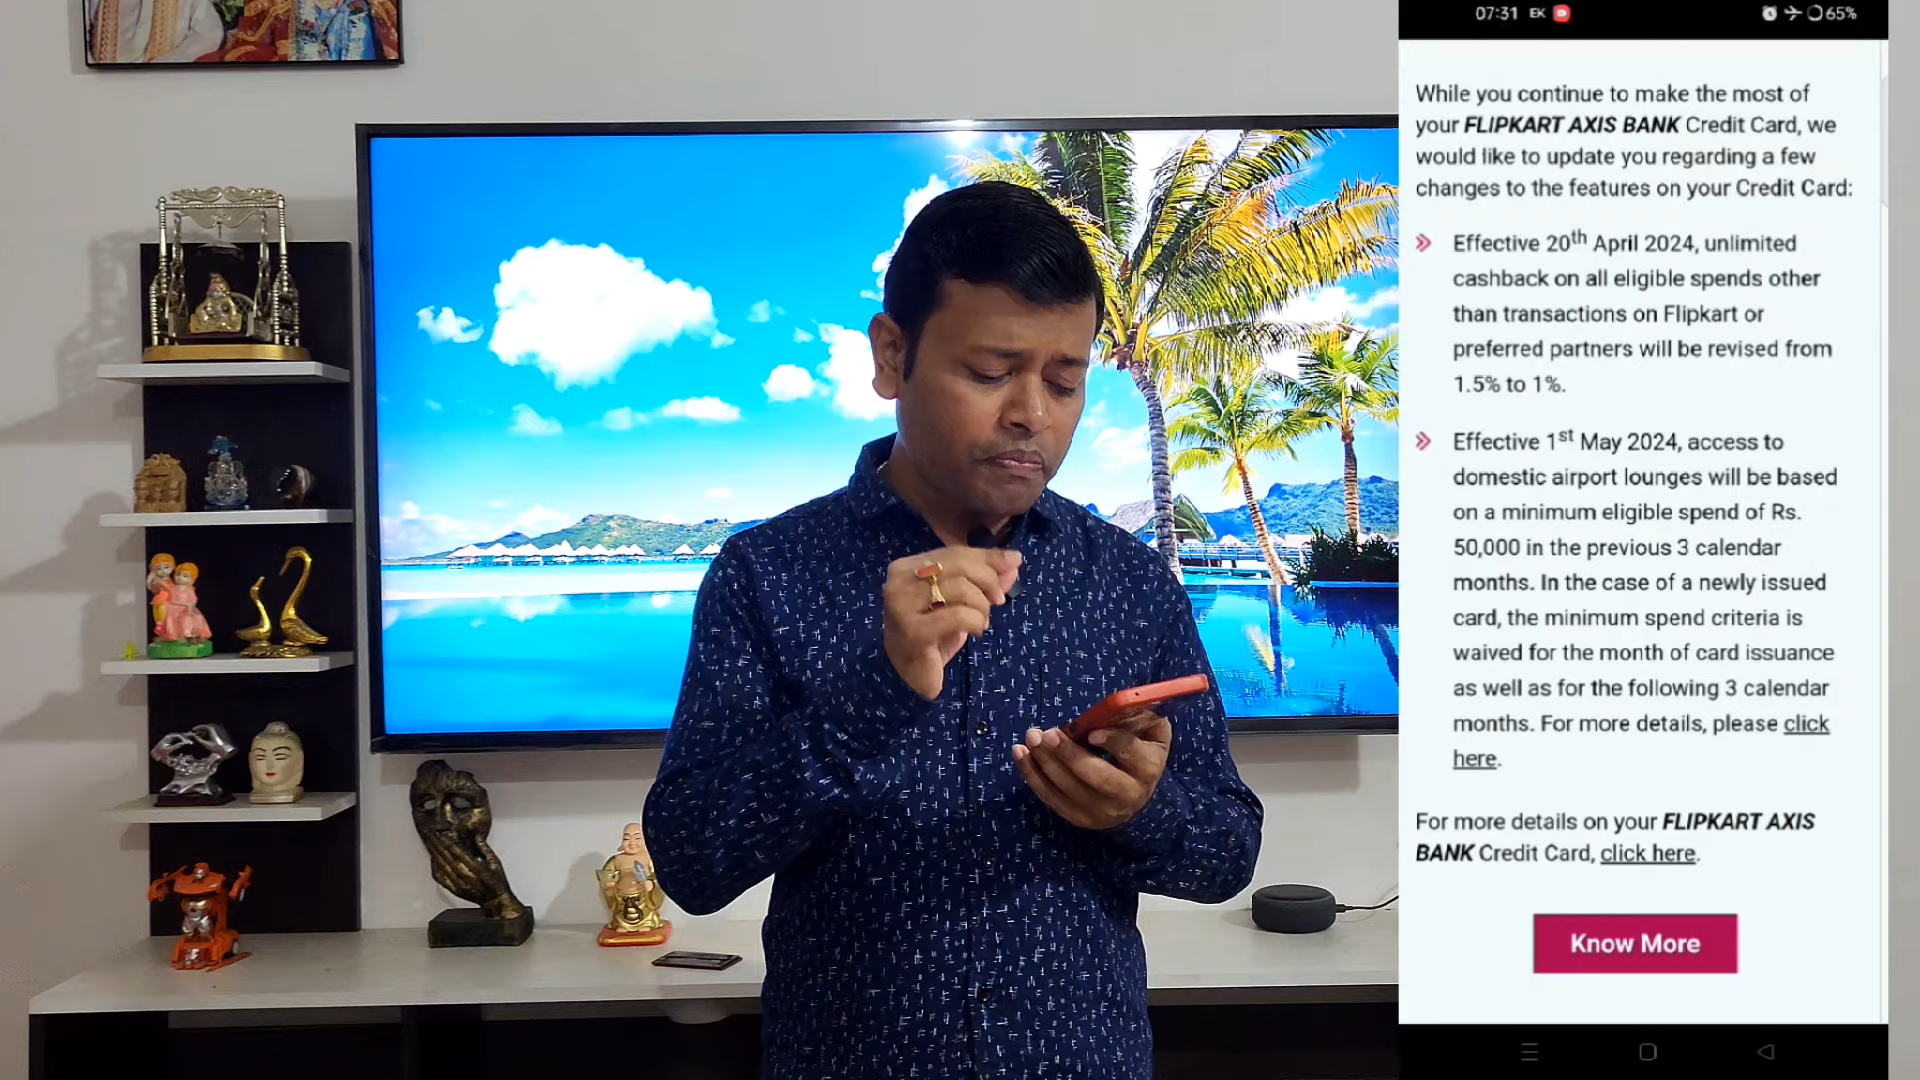 07:31 EK
65%
While you continue to make the most of
your FLIPKART AXIS BANK Credit Card, we
would like to update you regarding a few
changes to the features on your Credit Card:
Effective 20th April 2024, unlimited
cashback on all eligible spends other
than transactions on Flipkart or
preferred partners will be revised from
1.5% to 1%.
Effective 1st May 2024, access to
domestic airport lounges will be based
on a minimum eligible spend of Rs.
50,000 in the previous 3 calendar
months. In the case of a newly issued
card, the minimum spend criteria is
waived for the month of card issuance
as well as for the following 3 calendar
months. For more details, please click
here.
For more details on your FLIPKART AXIS
BANK Credit Card, click here.
Know More